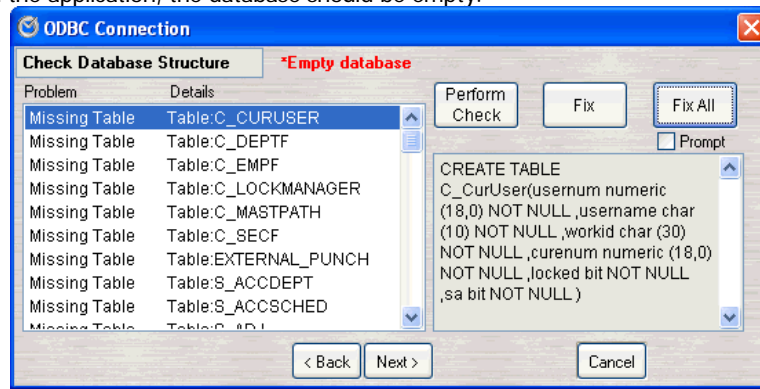 the application, the database should be empty.
ODBC Connection
Check Database Structure *Empty database
Problem Details
Missing Table Table:C_CURUSER
Missing Table Table:C_DEPTF
Missing Table Table:C_EMPF
Missing Table Table:C_LOCKMANAGER
Missing Table Table:C_MASTPATH
Missing Table Table:C_SECF
Missing Table Table:EXTERNAL_PUNCH
Missing Table Table:S_ACCDEPT
Missing Table Table:S_ACCSCHED
Missing Table
Perform
Check
Fix
Fix All
Prompt
CREATE TABLE
C_CurUser(usernum numeric
(18,0) NOT NULL ,username char
(10) NOT NULL ,workid char (30)
NOT NULL ,curenum numeric (18,0)
NOT NULL ,locked bit NOT NULL
,sa bit NOT NULL )
< Back Next > Cancel